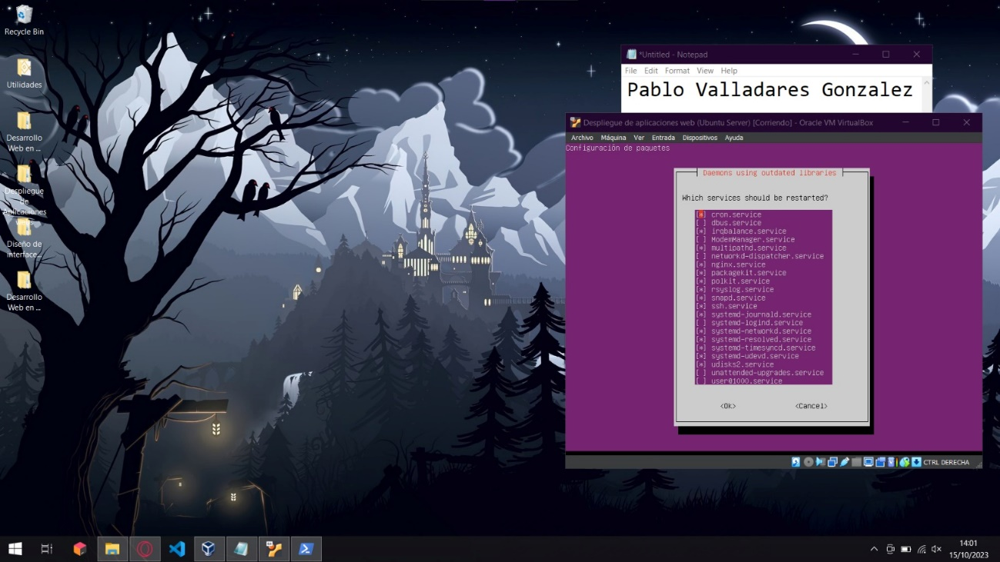 Recycle Bin
Utilidades
Desarrollo
Web en ...
Despliegue
de
Aplicaciones
Diseño de
interface...
Desarrollo
Web en ...
*Untitled - Notepad
File Edit Format View Help
Pablo Valladares Gonzalez
Despliegue de aplicaciones web (Ubuntu Server) [Corriendo] - Oracle VM VirtualBox
Archivo Máquina Ver Entrada Dispositivos Ayuda
Configuración de paquetes
Daemons using outdated libraries
Which services should be restarted?
[*] cron.service
[ ] dbus.service
[*] irqbalance.service
[ ] ModemManager.service
[*] multipathd.service
[ ] networkd-dispatcher.service
[*] nginx.service
[*] packagekit.service
[*] polkit.service
[*] rsyslog.service
[*] snapd.service
[*] ssh.service
[*] systemd-journald.service
[ ] systemd-logind.service
[*] systemd-networkd.service
[*] systemd-resolved.service
[*] systemd-timesyncd.service
[*] systemd-udevd.service
[*] udisks2.service
[ ] unattended-upgrades.service
[ ] user@1000.service
<Ok> <Cancel>
CTRL DERECHA
14:01
15/10/2023